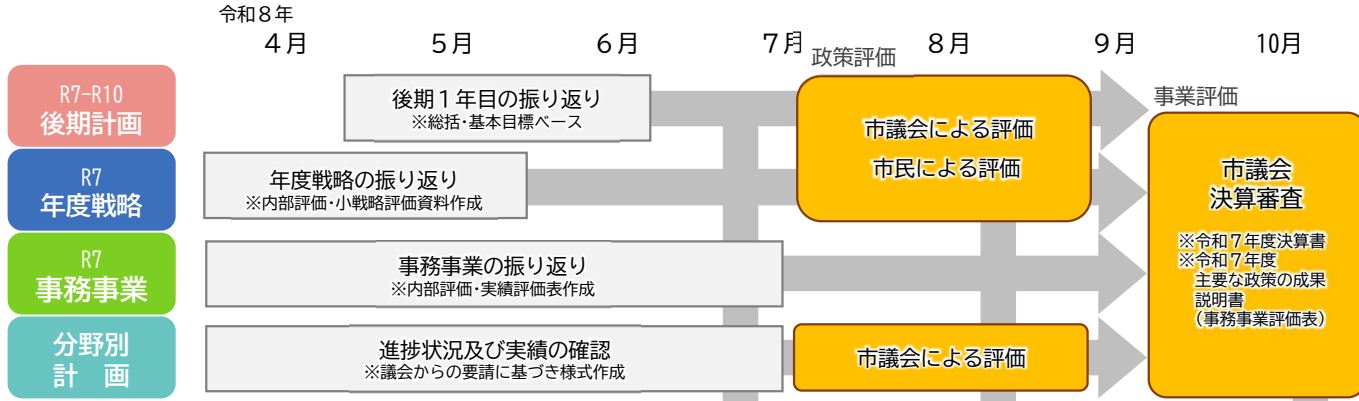 令和８年
４月 ５月 ６月 ７月 ８月 ９月 10月
政策評価
事業評価
R7-R10
後期計画
後期１年目の振り返り
※総括・基本目標ベース
市議会による評価
市民による評価
R7
年度戦略
年度戦略の振り返り
※内部評価・小戦略評価資料作成
市議会
決算審査
※令和７年度決算書
※令和７年度
主要な政策の成果
説明書
（事務事業評価表）
R7
事務事業
事務事業の振り返り
※内部評価・実績評価表作成
分野別
計　画
進捗状況及び実績の確認
※議会からの要請に基づき様式作成
市議会による評価